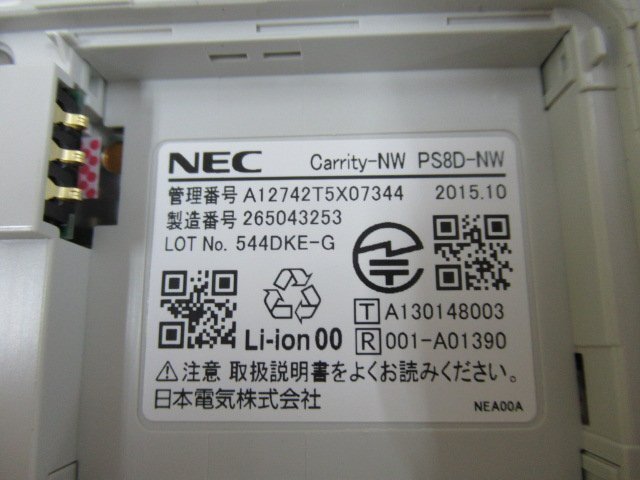 NEC Carrity-NW PS8D-NW
管理番号 A12742T5X07344 2015.10
製造番号 265043253
LOT No. 544DKE-G
T A130148003
Li-ion 00 R 001-A01390
⚠注意 取扱説明書をよくお読みください。
日本電気株式会社 NEA00A